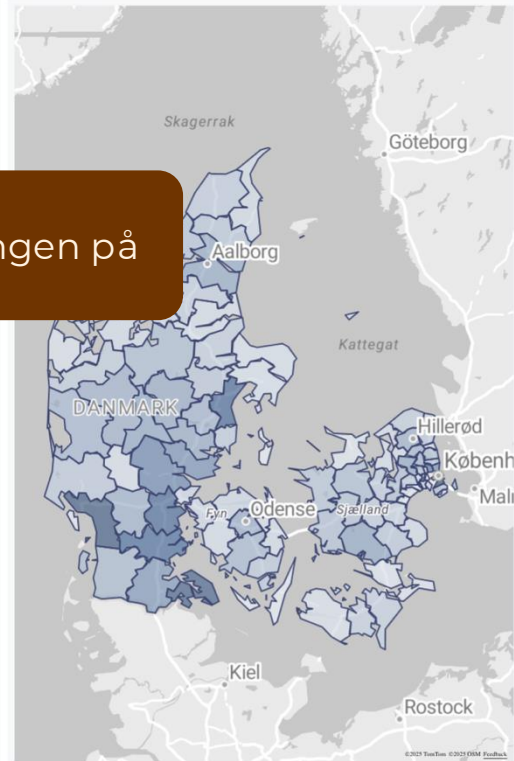 Skagerrak
Göteborg
ngen på
Aalborg
Kattegat
DANMARK
Hillerød
Københ
Fyn
Odense
Sjælland
Mal
Kiel
Rostock
©2025 TomTom ©2025 OSM Feedback